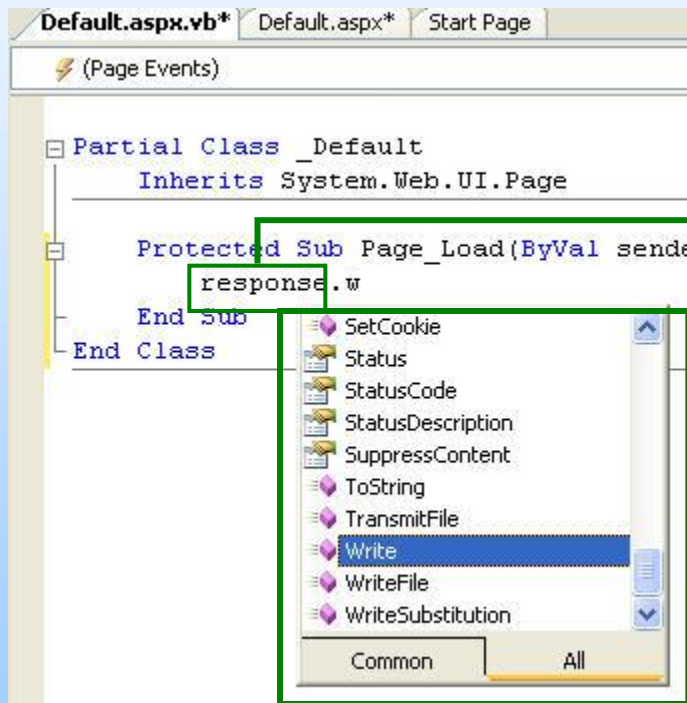 Default.aspx.vb* Default.aspx* Start Page
(Page Events)
Partial Class _Default
Inherits System.Web.UI.Page
Protected Sub Page_Load(ByVal sende
response.w
End Sub
End Class
SetCookie
Status
StatusCode
StatusDescription
SuppressContent
ToString
TransmitFile
Write
WriteFile
WriteSubstitution
Common All